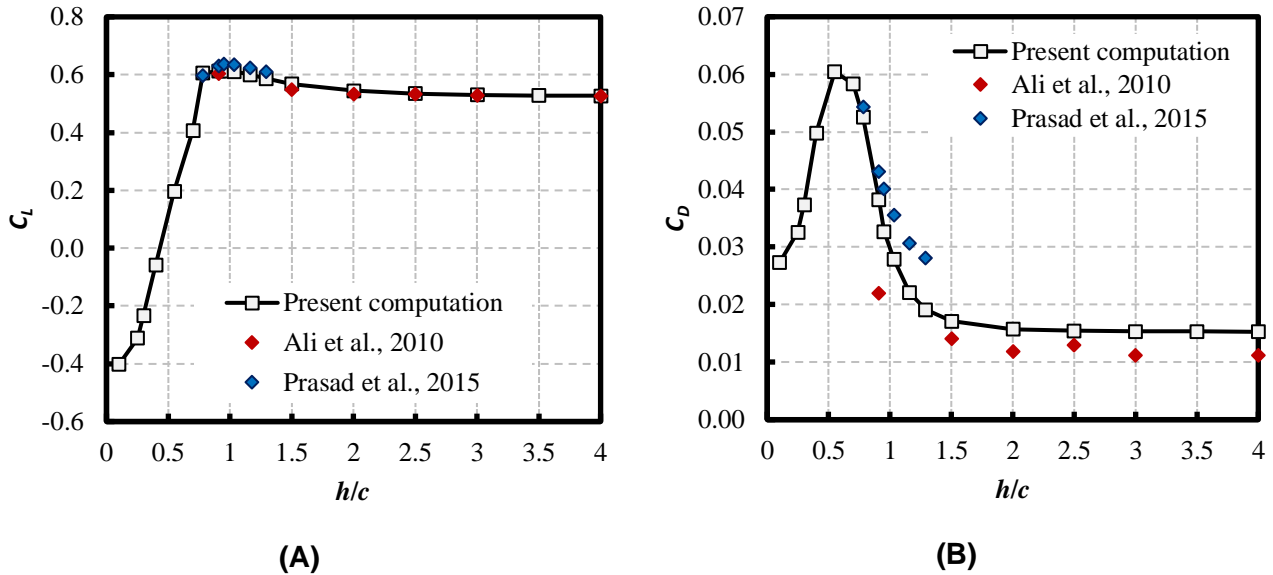 0.8
0.6
0.4
0.2
0.0
-0.2
-0.4
-0.6
C_L
0 0.5 1 1.5 2 2.5 3 3.5 4
h/c
Present computation
Ali et al., 2010
Prasad et al., 2015
(A)
0.07
0.06
0.05
0.04
0.03
0.02
0.01
0.00
C_D
0 0.5 1 1.5 2 2.5 3 3.5 4
h/c
Present computation
Ali et al., 2010
Prasad et al., 2015
(B)